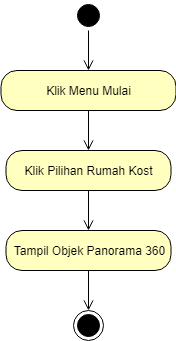 Klik Menu Mulai
Klik Pilihan Rumah Kost
Tampil Objek Panorama 360